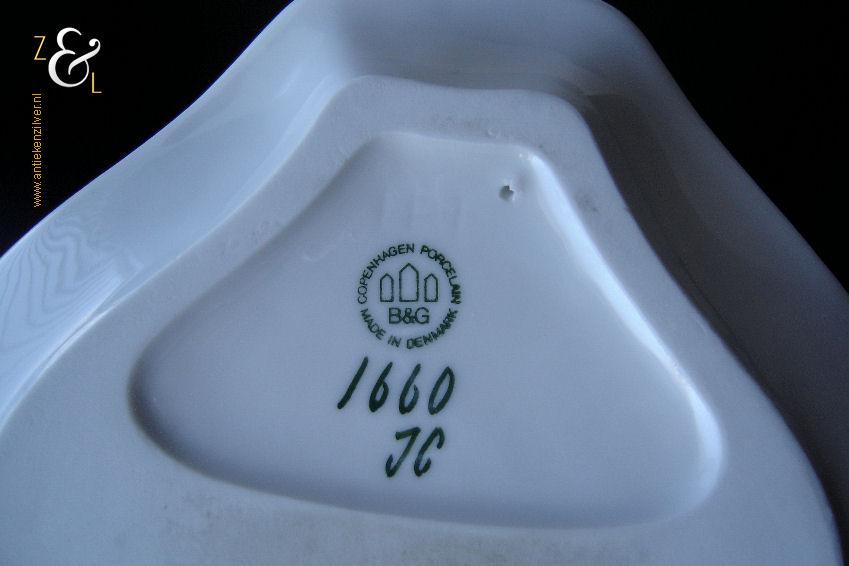 Z & L
www.antiekenzilver.nl
COPENHAGEN PORCELAIN
B&G
MADE IN DENMARK
1660
JC